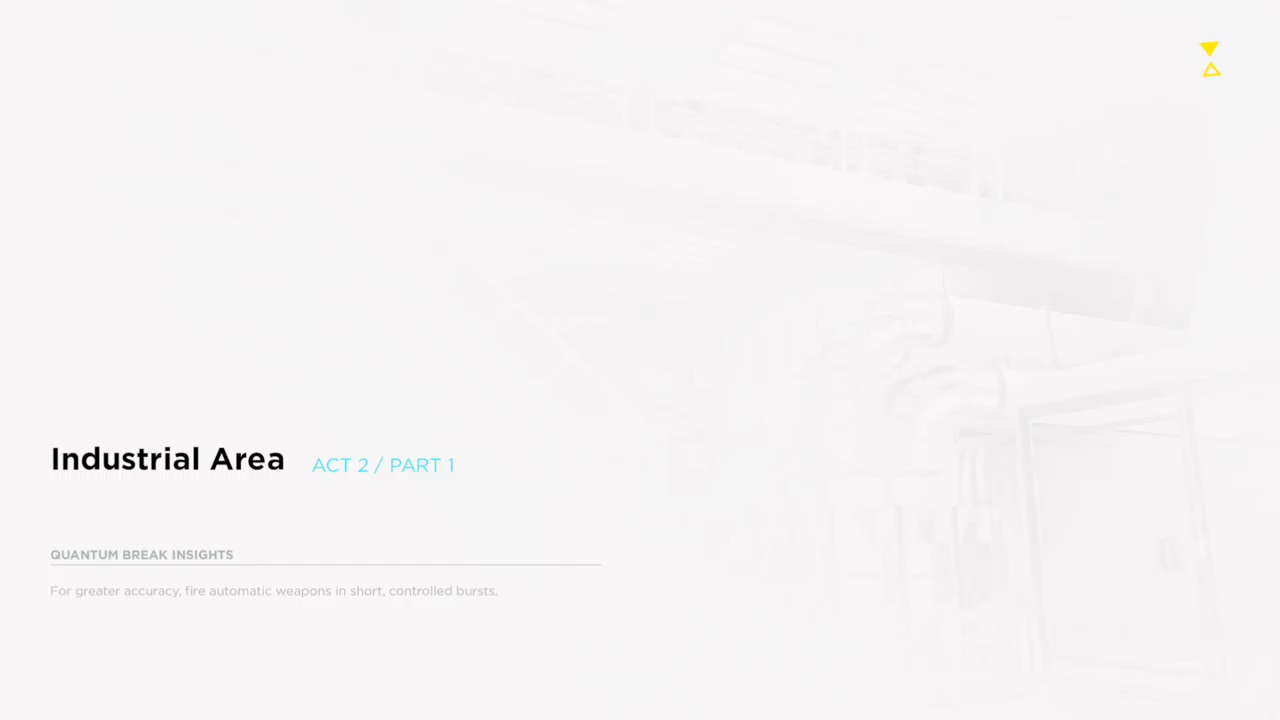 Industrial Area ACT 2 / PART 1
QUANTUM BREAK INSIGHTS
For greater accuracy, fire automatic weapons in short, controlled bursts.